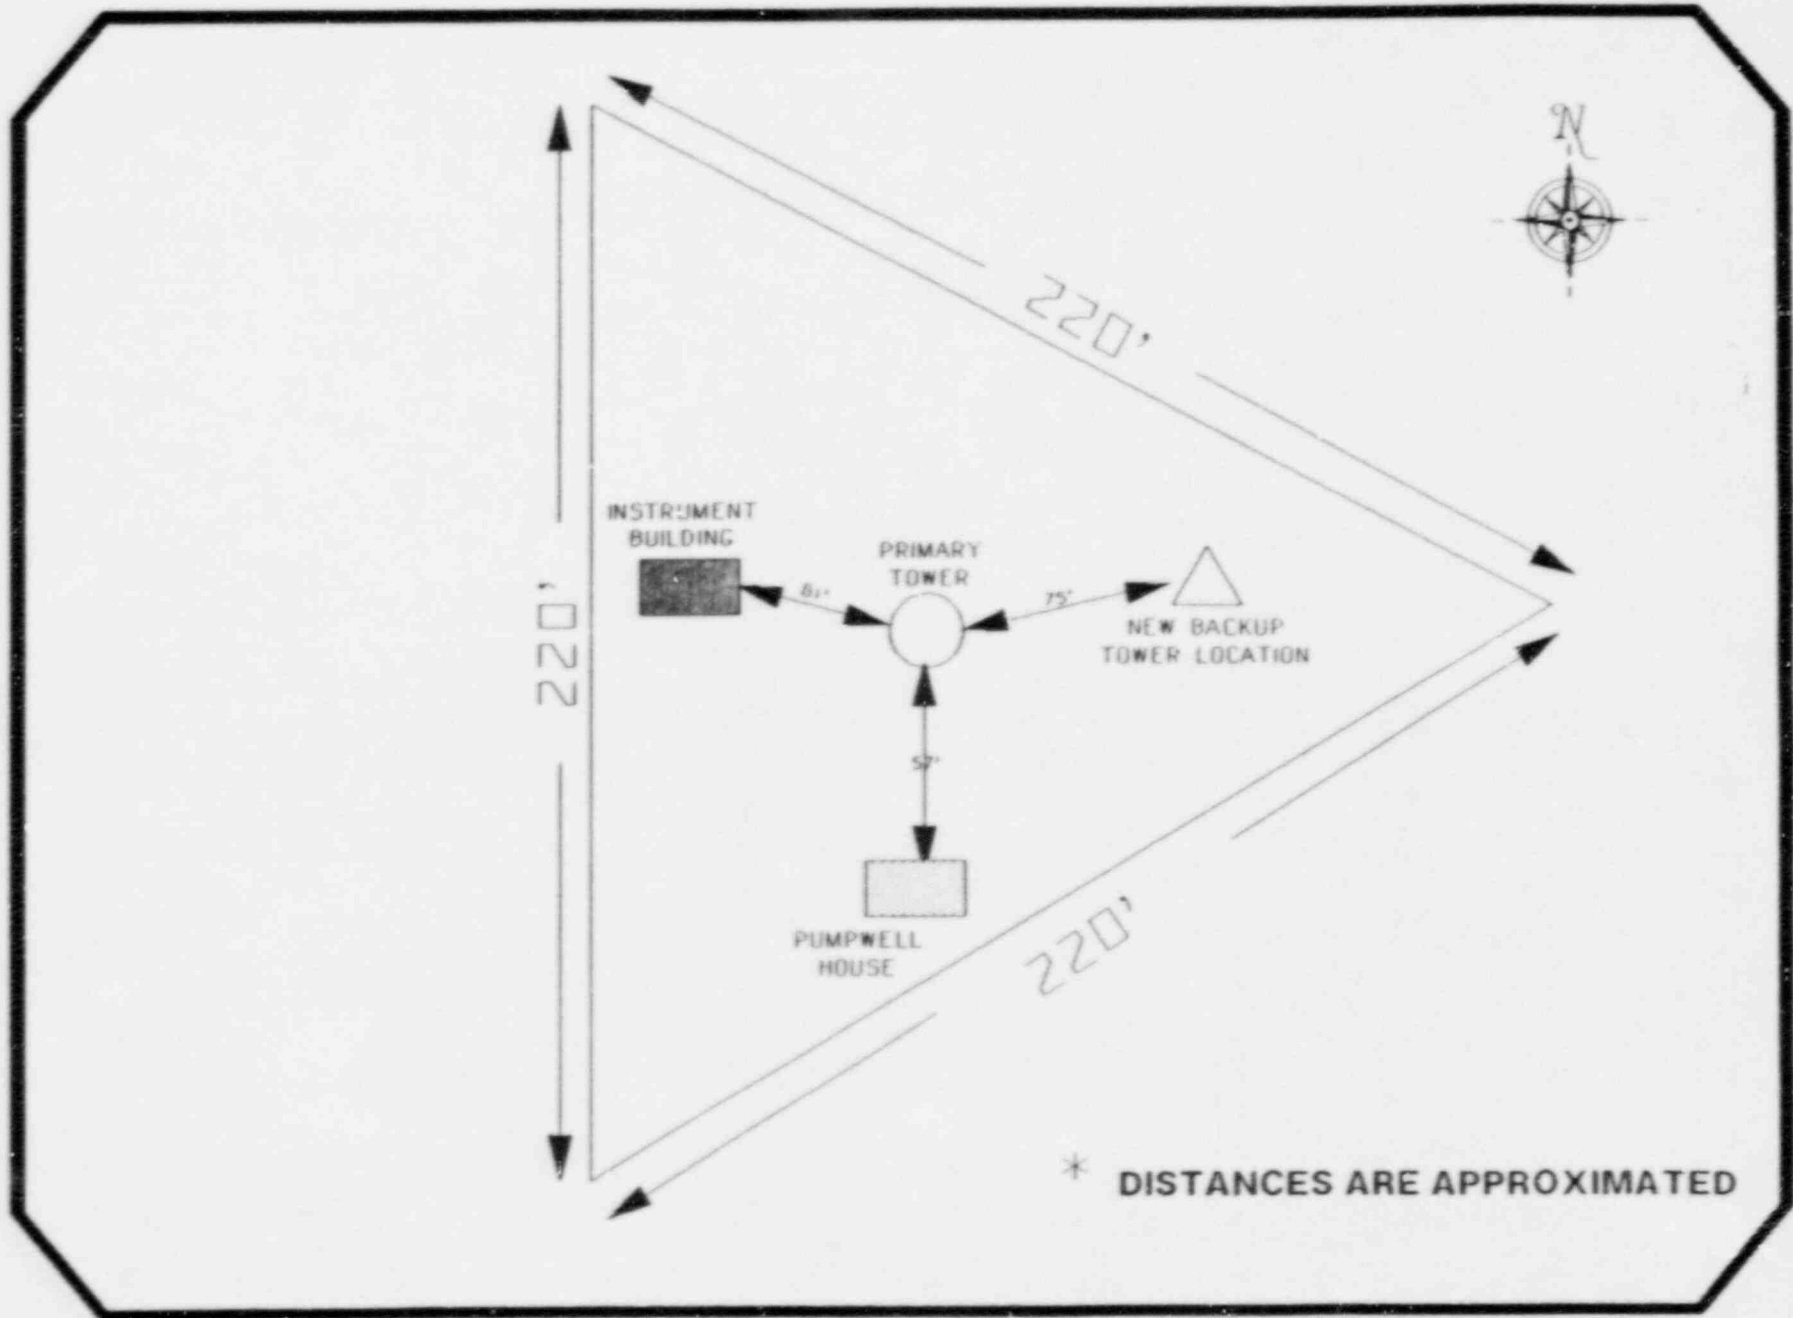 N
220'
INSTRUMENT
BUILDING
PRIMARY
TOWER
75'
NEW BACKUP
TOWER LOCATION
220'
57'
PUMPWELL
HOUSE
220'
* DISTANCES ARE APPROXIMATED